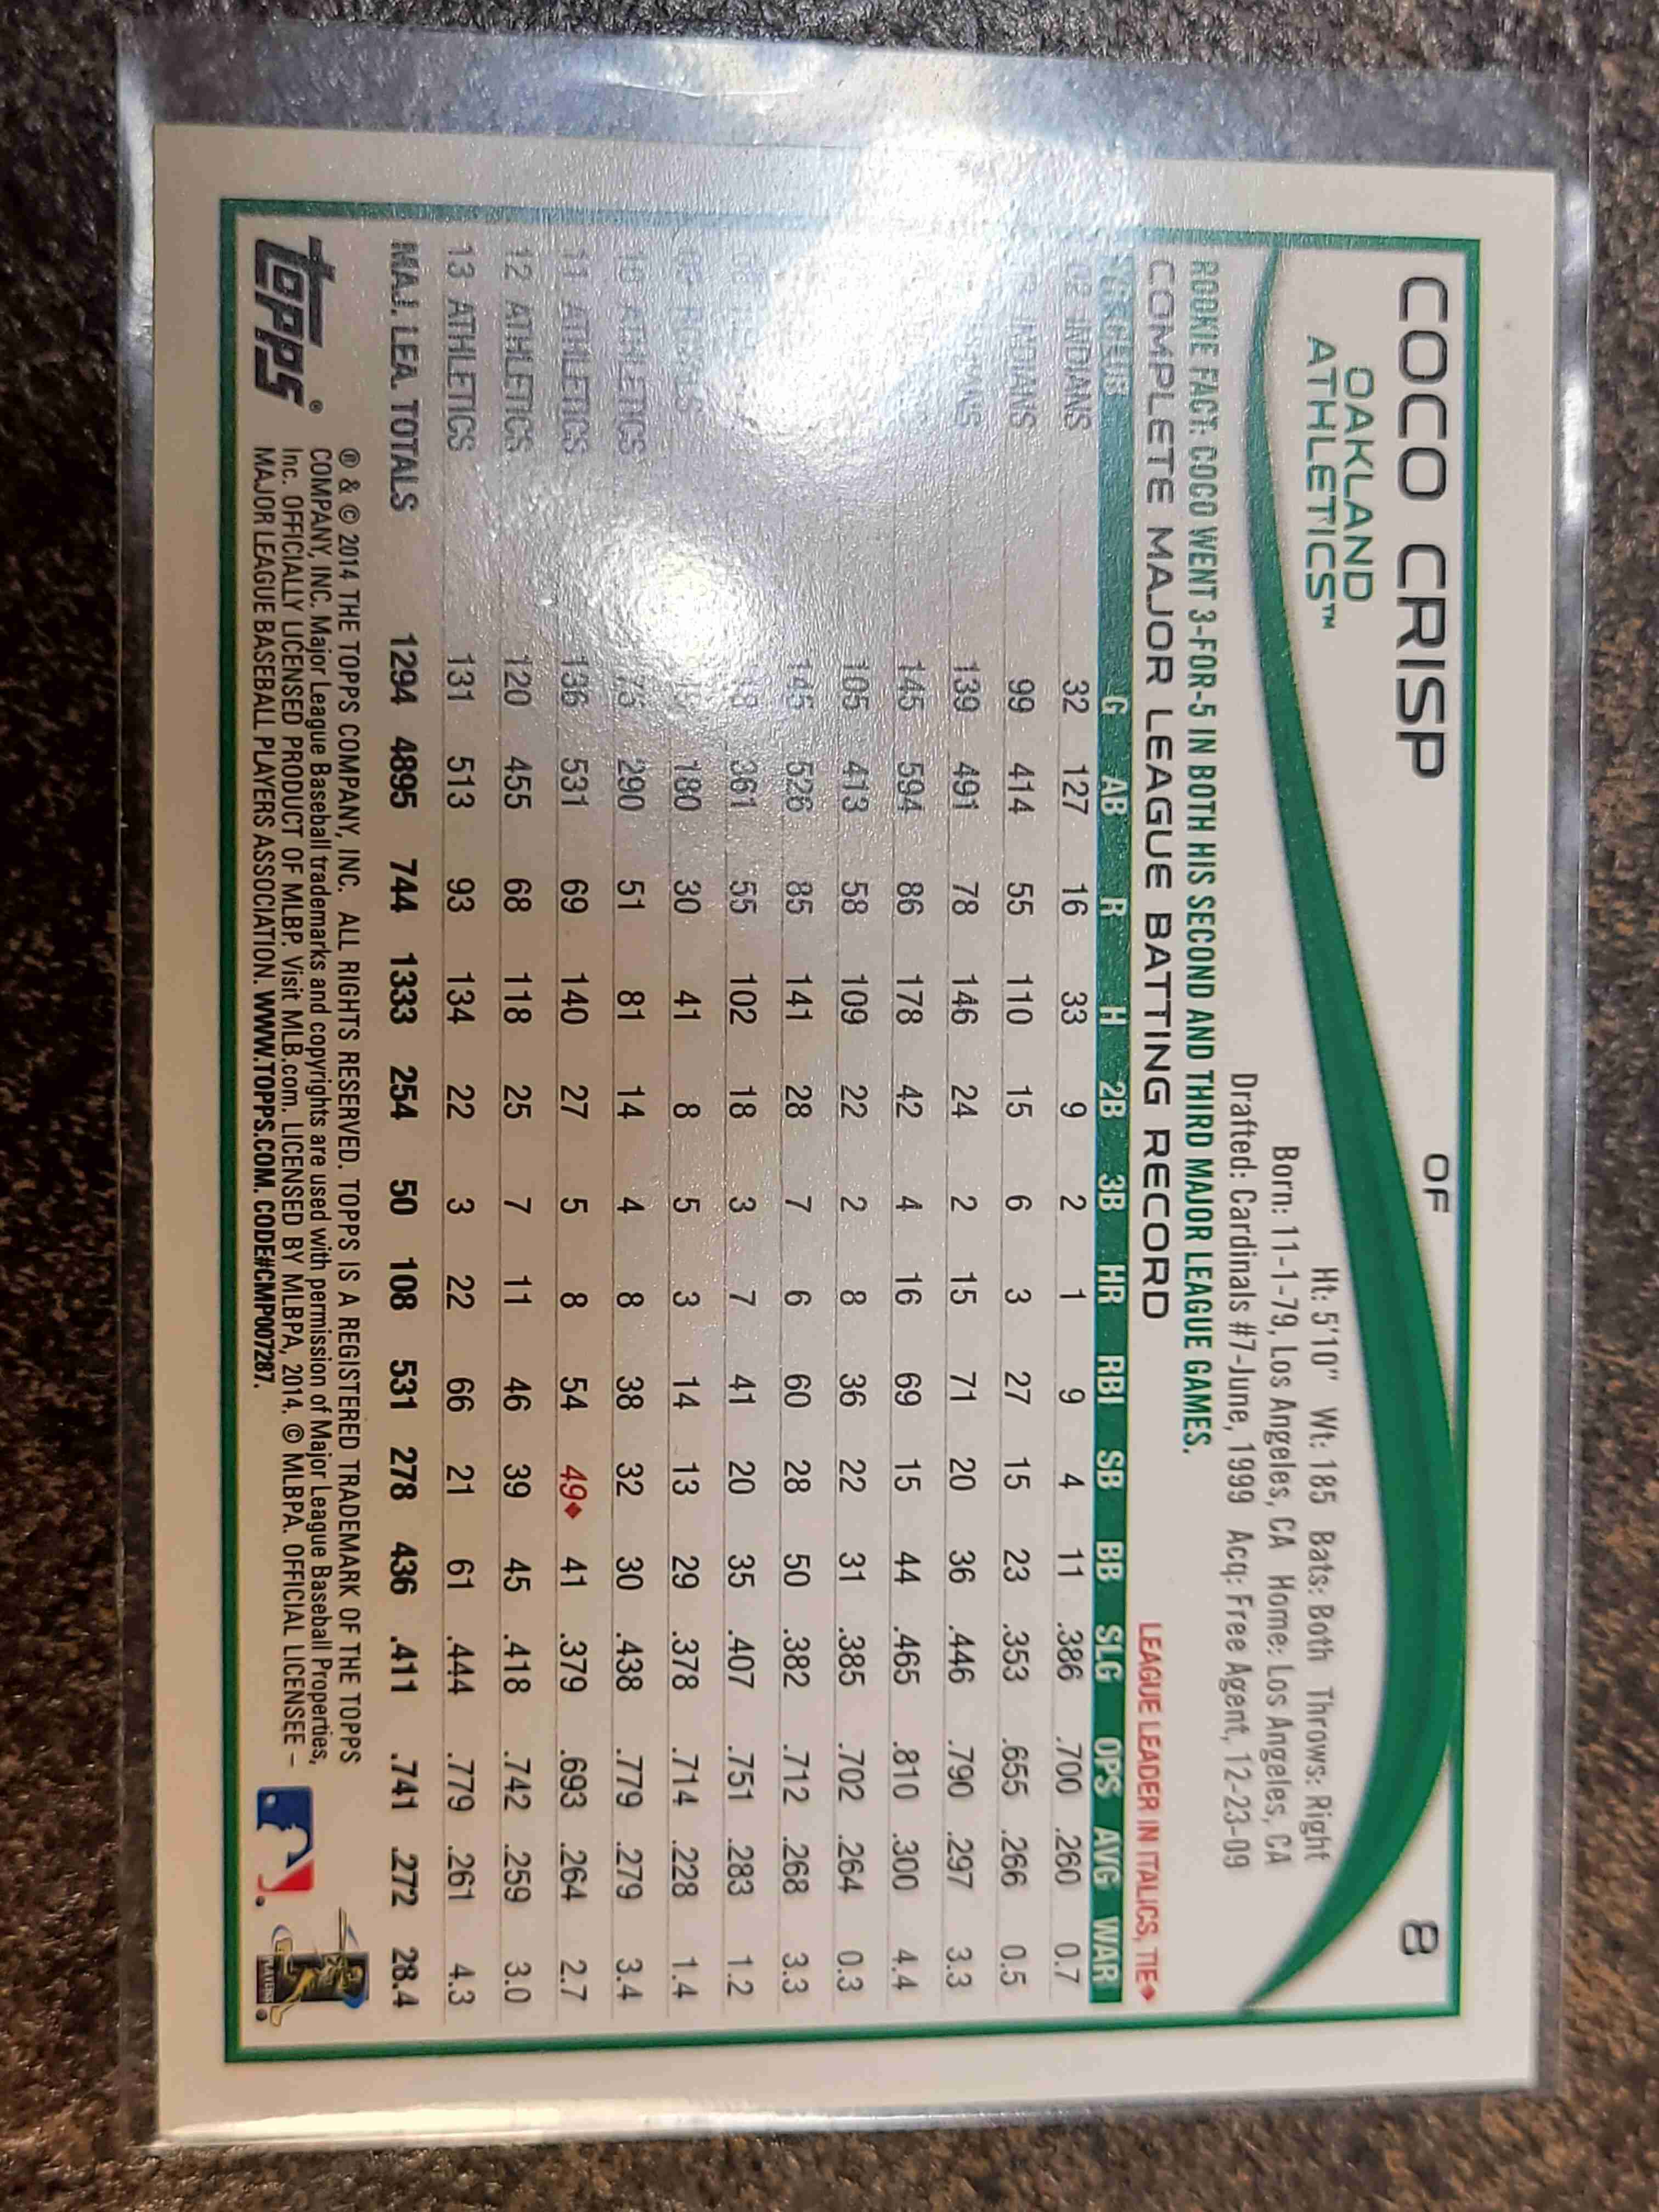 COCO CRISP OF 8
OAKLAND
ATHLETICS™
Ht: 5'10" Wt: 185 Bats: Both Throws: Right
Born: 11-1-79, Los Angeles, CA Home: Los Angeles, CA
Drafted: Cardinals #7-June, 1999 Acq: Free Agent, 12-23-09
ROOKIE FACT: COCO WENT 3-FOR-5 IN BOTH HIS SECOND AND THIRD MAJOR LEAGUE GAMES.
COMPLETE MAJOR LEAGUE BATTING RECORD LEAGUE LEADER IN ITALICS, TIE♦
G AB R H 2B 3B HR RBI SB BB SLG OPS AVG WAR
02 INDIANS 32 127 16 33 9 2 1 9 4 11 .386 .700 .260 0.7
INDIANS 99 414 55 110 15 6 3 27 15 23 .353 .655 .266 0.5
139 491 78 146 24 2 15 71 20 36 .446 .790 .297 3.3
145 594 86 178 42 4 16 69 15 44 .465 .810 .300 4.4
105 413 58 109 22 2 8 36 22 31 .385 .702 .264 0.3
145 526 85 141 28 7 6 60 28 50 .382 .712 .268 3.3
361 55 102 18 3 7 41 20 35 .407 .751 .283 1.2
180 30 41 8 5 3 14 13 29 .378 .714 .228 1.4
10 ATHLETICS 75 290 51 81 14 4 8 38 32 30 .438 .779 .279 3.4
11 ATHLETICS 136 531 69 140 27 5 8 54 49♦ 41 .379 .693 .264 2.7
12 ATHLETICS 120 455 68 118 25 7 11 46 39 45 .418 .742 .259 3.0
13 ATHLETICS 131 513 93 134 22 3 22 66 21 61 .444 .779 .261 4.3
MAJ. LEA. TOTALS 1294 4895 744 1333 254 50 108 531 278 436 .411 .741 .272 28.4
topps®
® & © 2014 THE TOPPS COMPANY, INC. ALL RIGHTS RESERVED. TOPPS IS A REGISTERED TRADEMARK OF THE TOPPS
COMPANY, INC. Major League Baseball trademarks and copyrights are used with permission of Major League Baseball Properties,
Inc. OFFICIALLY LICENSED PRODUCT OF MLBP. Visit MLB.com. LICENSED BY MLBPA, 2014. © MLBPA. OFFICIAL LICENSEE –
MAJOR LEAGUE BASEBALL PLAYERS ASSOCIATION. WWW.TOPPS.COM. CODE#CMP007287.